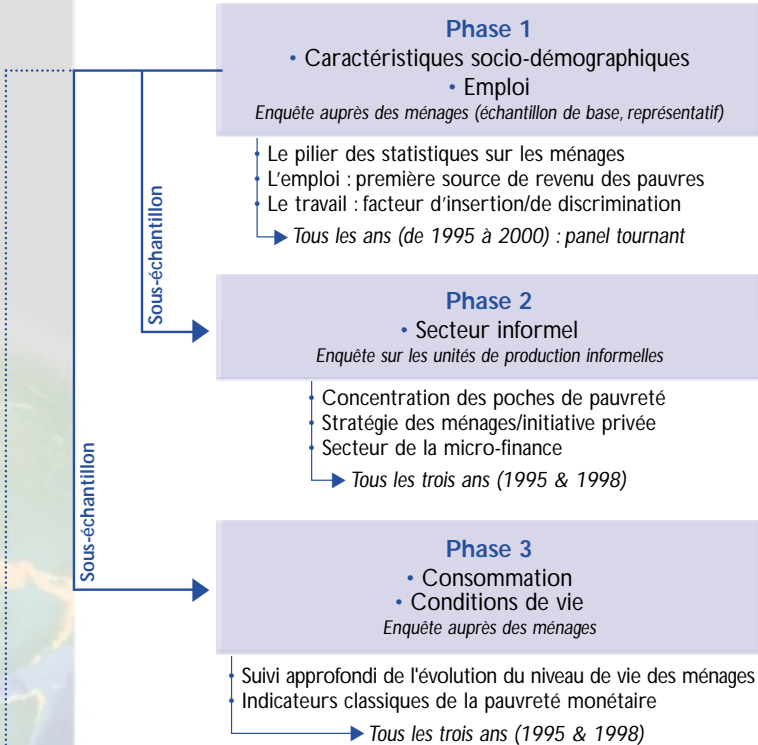 Phase 1
• Caractéristiques socio-démographiques
• Emploi
Enquête auprès des ménages (échantillon de base, représentatif)
• Le pilier des statistiques sur les ménages
• L'emploi : première source de revenu des pauvres
• Le travail : facteur d'insertion/de discrimination
Tous les ans (de 1995 à 2000) : panel tournant
Sous-échantillon
Phase 2
• Secteur informel
Enquête sur les unités de production informelles
• Concentration des poches de pauvreté
• Stratégie des ménages/initiative privée
• Secteur de la micro-finance
Tous les trois ans (1995 & 1998)
Sous-échantillon
Phase 3
• Consommation
• Conditions de vie
Enquête auprès des ménages
• Suivi approfondi de l'évolution du niveau de vie des ménages
• Indicateurs classiques de la pauvreté monétaire
Tous les trois ans (1995 & 1998)